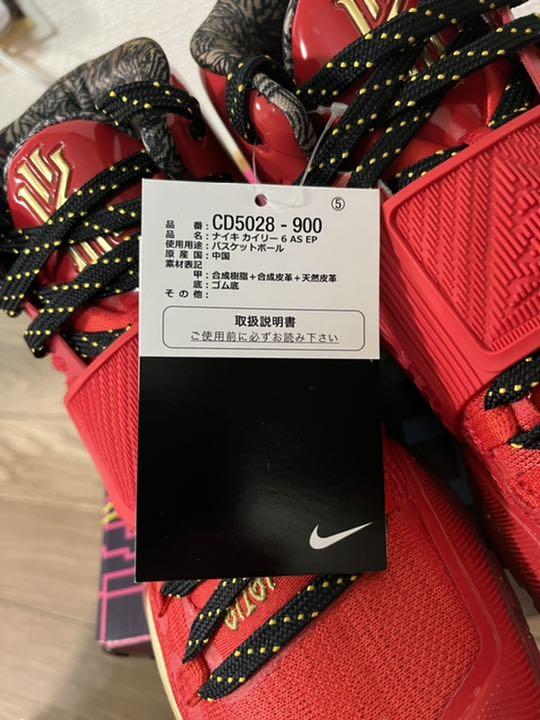 ⑤
品番:CD5028-900
品名:ナイキ カイリー 6 AS EP
使用用途:バスケットボール
原産国:中国
素材表記
甲:合成樹脂+合成皮革+天然皮革
底:ゴム底
その他:
取扱説明書
ご使用前に必ずお読み下さい